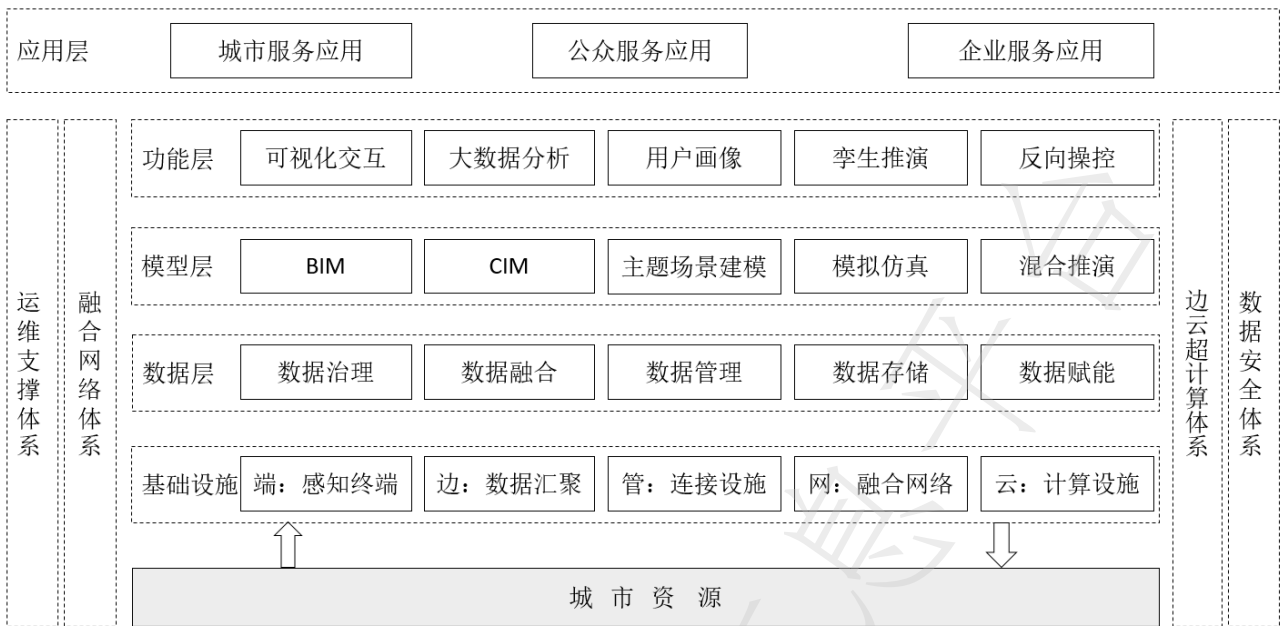 应用层 城市服务应用 公众服务应用 企业服务应用
功能层 可视化交互 大数据分析 用户画像 孪生推演 反向操控
模型层 BIM CIM 主题场景建模 模拟仿真 混合推演
数据层 数据治理 数据融合 数据管理 数据存储 数据赋能
基础设施 端：感知终端 边：数据汇聚 管：连接设施 网：融合网络 云：计算设施
城市资源
运维支撑体系
融合网络体系
边云超计算体系
数据安全体系